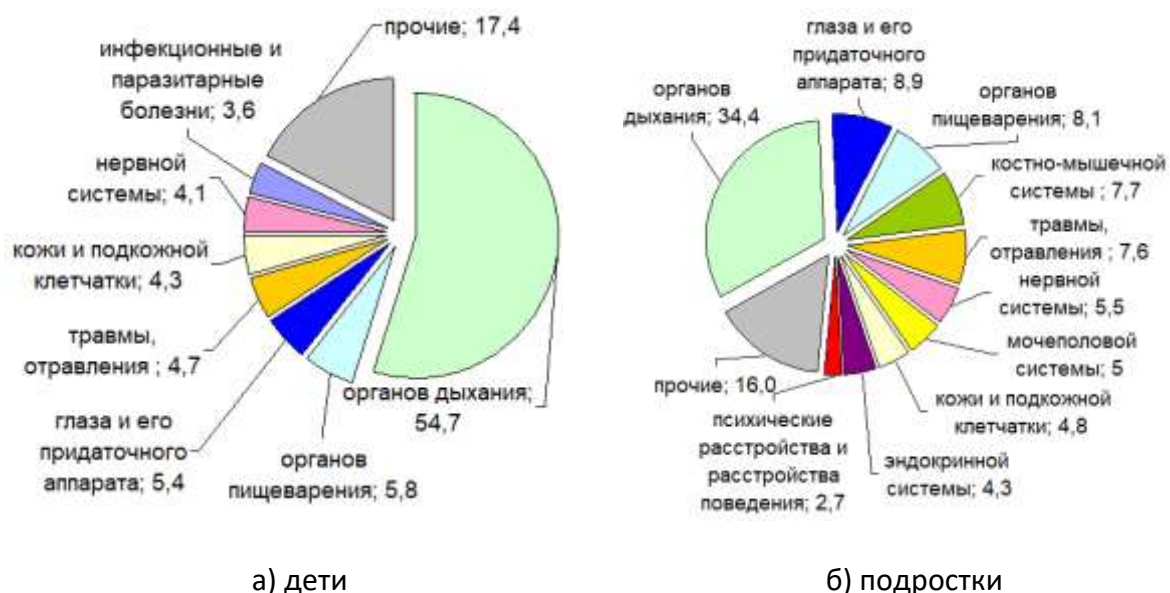 прочие; 17,4
инфекционные и
паразитарные
болезни; 3,6
нервной
системы; 4,1
кожи и подкожной
клетчатки; 4,3
травмы,
отравления ; 4,7
глаза и его
придаточного
аппарата; 5,4
органов
пищеварения; 5,8
органов дыхания;
54,7
а) дети
глаза и его
придаточного
аппарата; 8,9
органов
дыхания; 34,4
органов
пищеварения; 8,1
костно-мышечной
системы ; 7,7
травмы,
отравления ; 7,6
нервной
системы; 5,5
мочеполовой
системы; 5
кожи и подкожной
клетчатки; 4,8
эндокринной
системы; 4,3
психические
расстройства и
расстройства
поведения; 2,7
прочие; 16,0
б) подростки